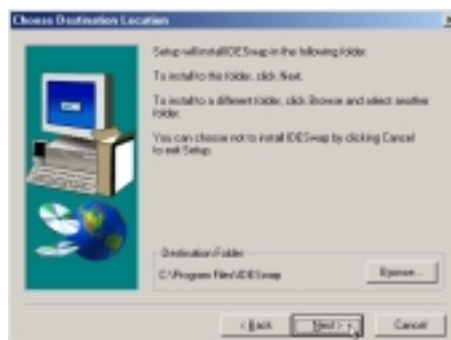 Choose Destination Location
Setup will install IDESwap in the following folder.
To install to this folder, click Next.
To install to a different folder, click Browse and select another
folder.
You can choose not to install IDESwap by clicking Cancel
to exit Setup.
Destination Folder
C:\Program Files\IDESwap
Browse...
< Back
Next >
Cancel